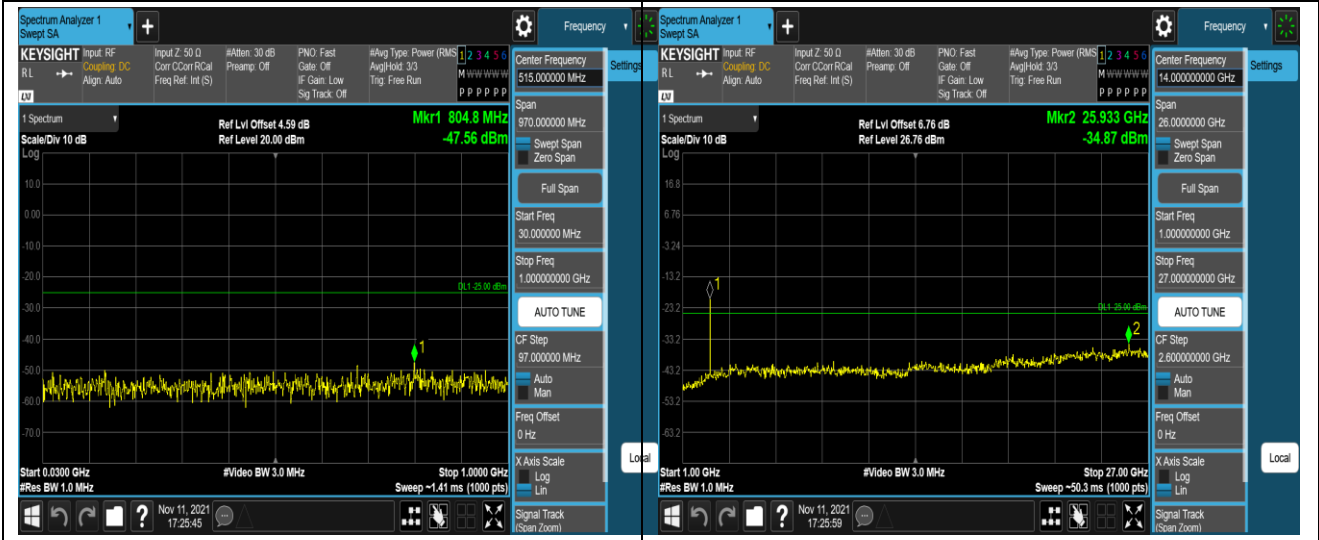 Spectrum Analyzer 1
Swept SA
Frequency
KEYSIGHT
Input: RF
Input Z: 50 Ω
#Atten: 30 dB
PNO: Fast
#Avg Type: Power (RMS
1 2 3 4 5 6
R L
Coupling: DC
Corr CCorr RCal
Preamp: Off
Gate: Off
Avg|Hold: 3/3
M W W W W W
Align: Auto
Freq Ref: Int (S)
IF Gain: Low
Trig: Free Run
Sig Track: Off
P P P P P P
LXI
1 Spectrum
Scale/Div 10 dB
Log
Ref Lvl Offset 4.59 dB
Ref Level 20.00 dBm
Mkr1 804.8 MHz
-47.56 dBm
10.0
0.00
-10.0
-20.0
-30.0
-40.0
-50.0
-60.0
-70.0
DL1 -25.00 dBm
1
Start 0.0300 GHz
#Video BW 3.0 MHz
Stop 1.0000 GHz
#Res BW 1.0 MHz
Sweep ~1.41 ms (1000 pts)
Nov 11, 2021
17:25:45
Center Frequency
515.000000 MHz
Settings
Span
970.000000 MHz
Swept Span
Zero Span
Full Span
Start Freq
30.000000 MHz
Stop Freq
1.000000000 GHz
AUTO TUNE
CF Step
97.000000 MHz
Auto
Man
Freq Offset
0 Hz
X Axis Scale
Log
Lin
Local
Signal Track
(Span Zoom)
Spectrum Analyzer 1
Swept SA
Frequency
KEYSIGHT
Input: RF
Input Z: 50 Ω
#Atten: 30 dB
PNO: Fast
#Avg Type: Power (RMS
1 2 3 4 5 6
R L
Coupling: DC
Corr CCorr RCal
Preamp: Off
Gate: Off
Avg|Hold: 3/3
M W W W W W
Align: Auto
Freq Ref: Int (S)
IF Gain: Low
Trig: Free Run
Sig Track: Off
P P P P P P
LXI
1 Spectrum
Scale/Div 10 dB
Log
Ref Lvl Offset 6.76 dB
Ref Level 26.76 dBm
Mkr2 25.933 GHz
-34.87 dBm
16.8
6.76
-3.24
-13.2
-23.2
-33.2
-43.2
-53.2
-63.2
1
DL1 -25.00 dBm
2
Start 1.00 GHz
#Video BW 3.0 MHz
Stop 27.00 GHz
#Res BW 1.0 MHz
Sweep ~50.3 ms (1000 pts)
Nov 11, 2021
17:25:59
Center Frequency
14.000000000 GHz
Settings
Span
26.0000000 GHz
Swept Span
Zero Span
Full Span
Start Freq
1.000000000 GHz
Stop Freq
27.000000000 GHz
AUTO TUNE
CF Step
2.600000000 GHz
Auto
Man
Freq Offset
0 Hz
X Axis Scale
Log
Lin
Local
Signal Track
(Span Zoom)